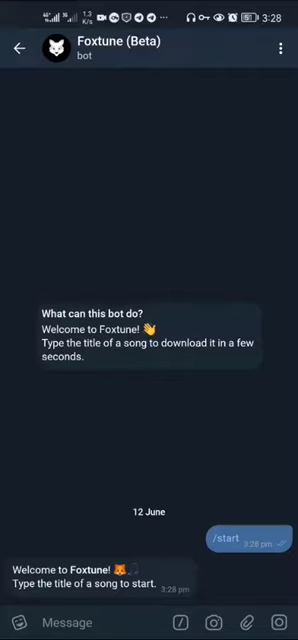 1.3
K/s
3:28
Foxtune (Beta)
bot
What can this bot do?
Welcome to Foxtune! 👋
Type the title of a song to download it in a few
seconds.
12 June
/start
3:28 pm
Welcome to Foxtune! 🦊🎵
Type the title of a song to start.
3:28 pm
Message